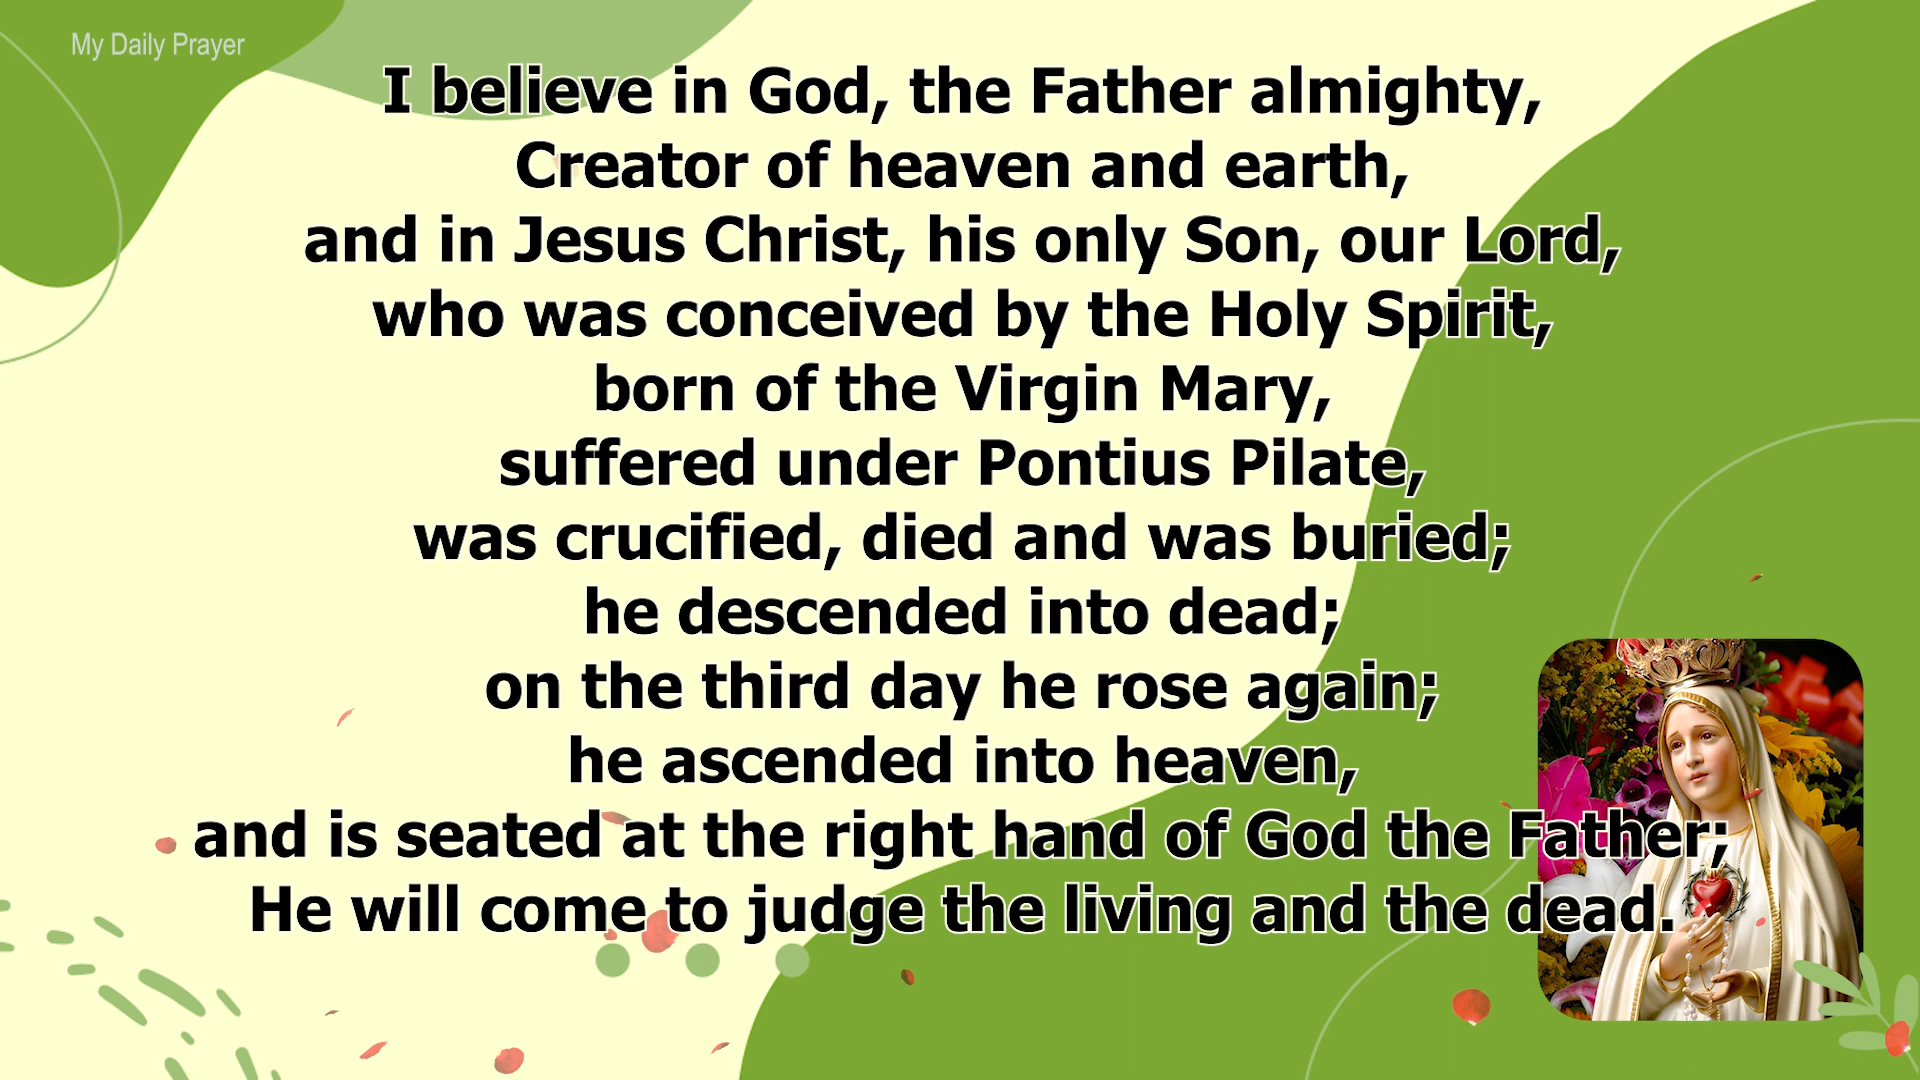 My Daily Prayer
I believe in God, the Father almighty,
Creator of heaven and earth,
and in Jesus Christ, his only Son, our Lord,
who was conceived by the Holy Spirit,
born of the Virgin Mary,
suffered under Pontius Pilate,
was crucified, died and was buried;
he descended into dead;
on the third day he rose again;
he ascended into heaven,
and is seated at the right hand of God the Father;
He will come to judge the living and the dead.